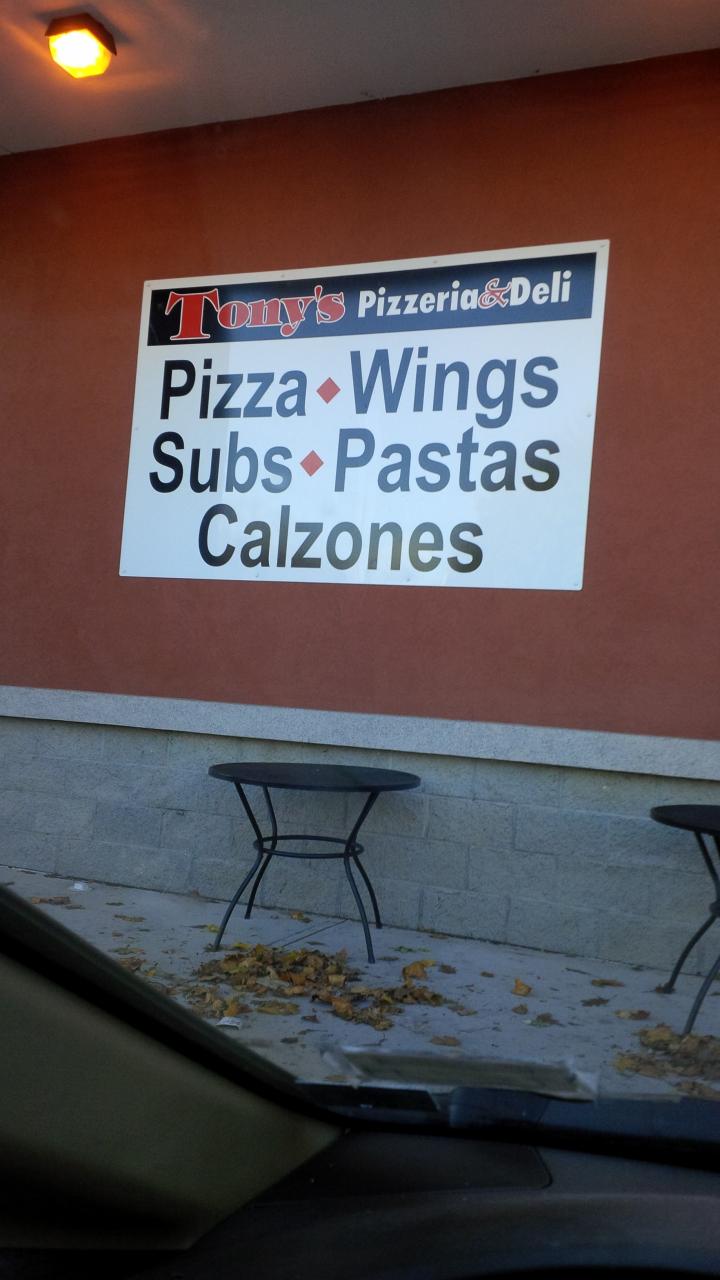 Tony's Pizzeria & Deli
Pizza ◆ Wings
Subs ◆ Pastas
Calzones